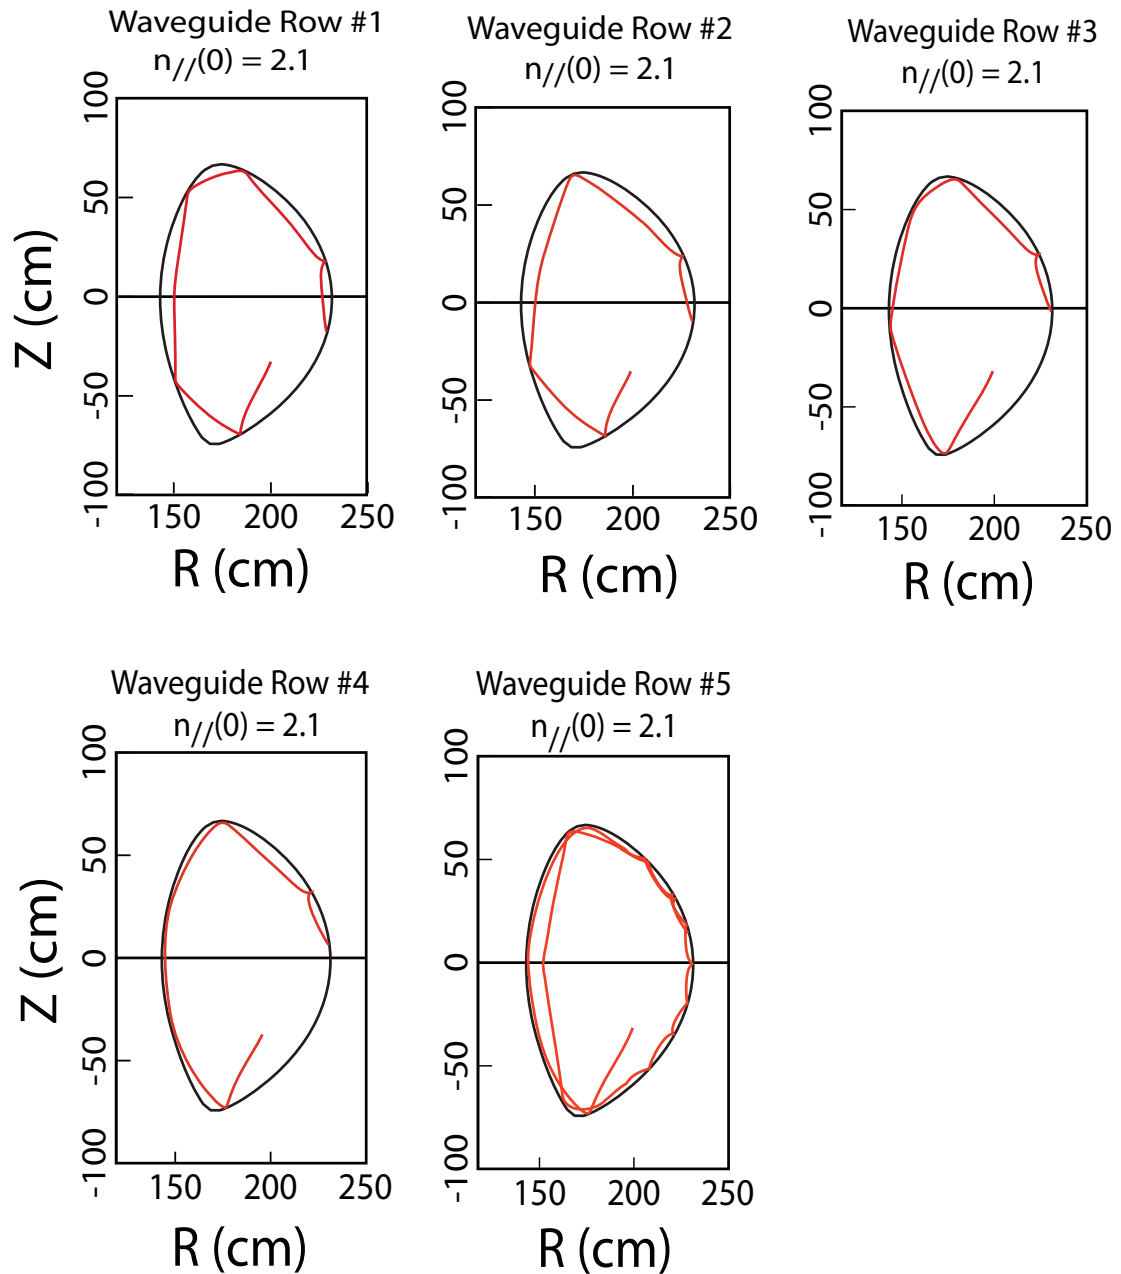 Waveguide Row #1
n//(0) = 2.1
100
50
0
-50
-100
Z (cm)
150 200 250
R (cm)
Waveguide Row #2
n//(0) = 2.1
100
50
0
-50
-100
150 200 250
R (cm)
Waveguide Row #3
n//(0) = 2.1
100
50
0
-50
-100
150 200 250
R (cm)
Waveguide Row #4
n//(0) = 2.1
100
50
0
-50
-100
Z (cm)
150 200 250
R (cm)
Waveguide Row #5
n//(0) = 2.1
100
50
0
-50
-100
150 200 250
R (cm)